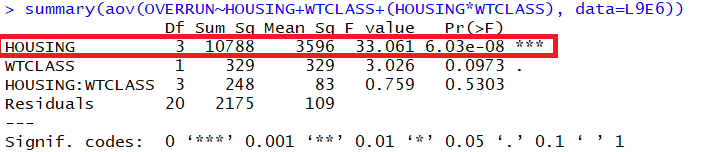 > summary(aov(OVERRUN~HOUSING+WTCLASS+(HOUSING*WTCLASS), data=L9E6))
Df Sum Sq Mean Sq F value Pr(>F)
HOUSING 3 10788 3596 33.061 6.03e-08 ***
WTCLASS 1 329 329 3.026 0.0973 .
HOUSING:WTCLASS 3 248 83 0.759 0.5303
Residuals 20 2175 109
---
Signif. codes: 0 ‘***’ 0.001 ‘**’ 0.01 ‘*’ 0.05 ‘.’ 0.1 ‘ ’ 1